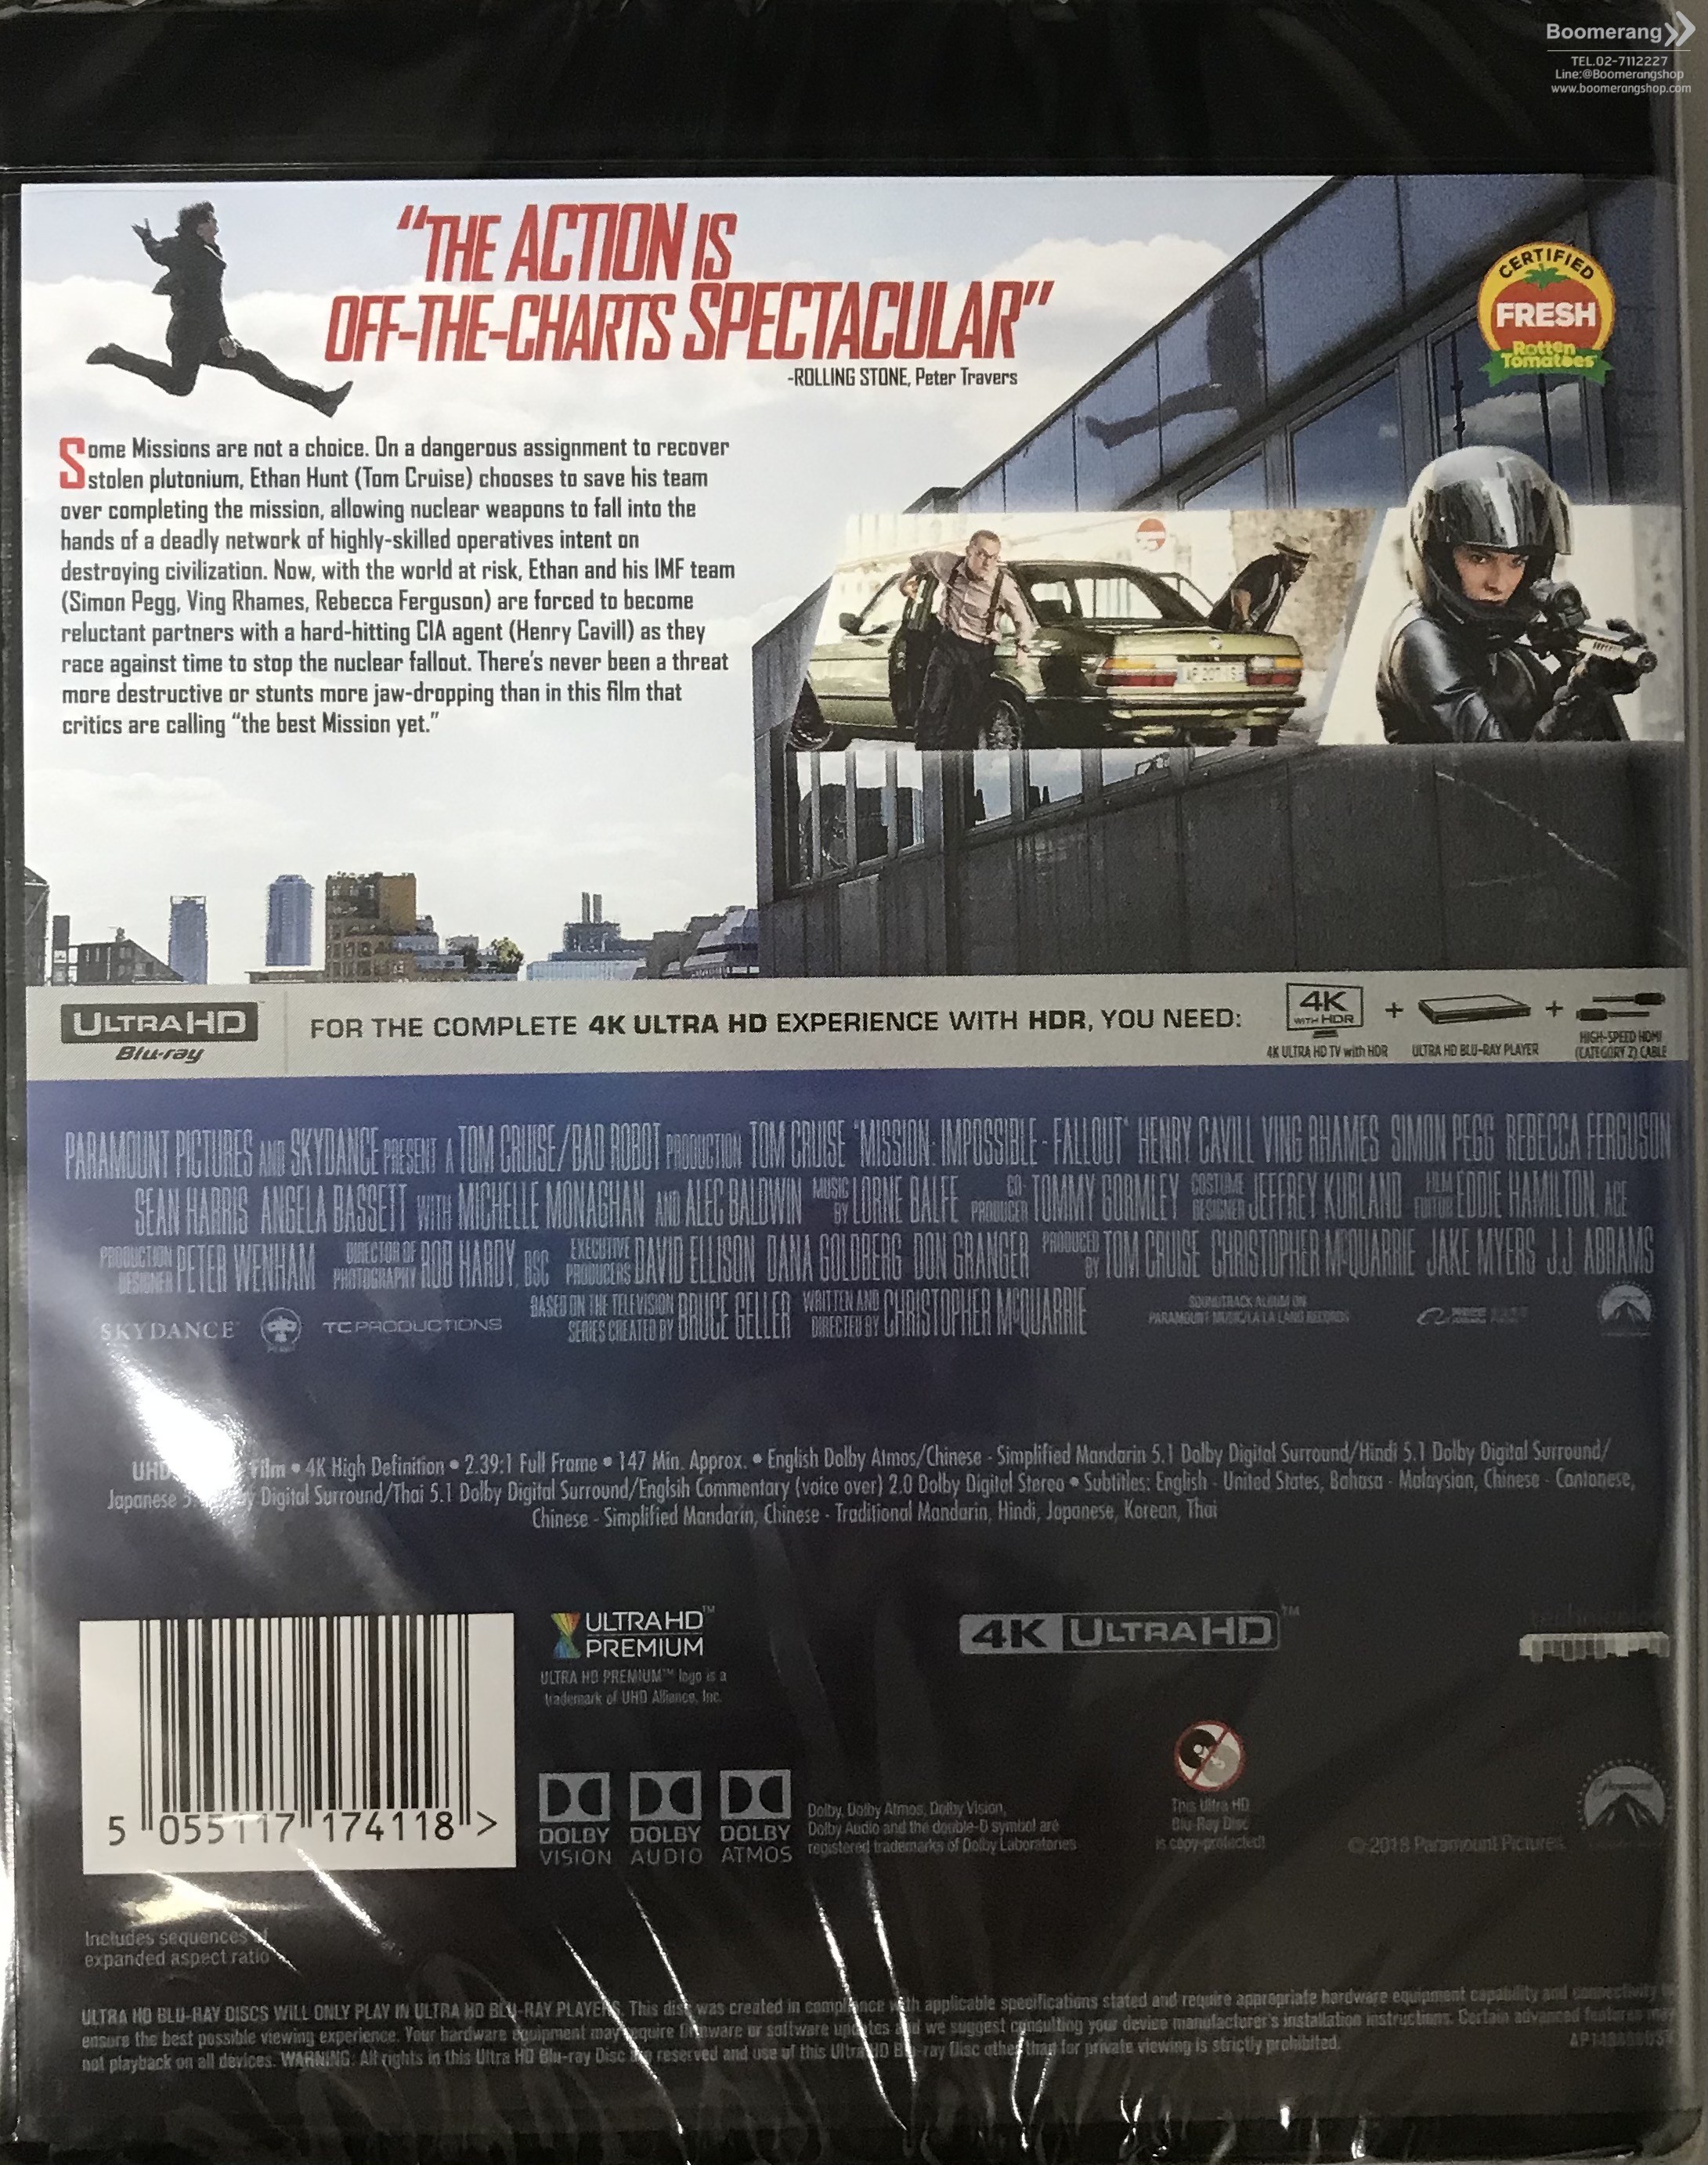 Boomerang
TEL.02-7112227
Line:@Boomerangshop
www.boomerangshop.com
"THE ACTION IS
OFF-THE-CHARTS SPECTACULAR"
-ROLLING STONE, Peter Travers
CERTIFIED
FRESH
Rotten
Tomatoes
Some Missions are not a choice. On a dangerous assignment to recover
stolen plutonium, Ethan Hunt (Tom Cruise) chooses to save his team
over completing the mission, allowing nuclear weapons to fall into the
hands of a deadly network of highly-skilled operatives intent on
destroying civilization. Now, with the world at risk, Ethan and his IMF team
(Simon Pegg, Ving Rhames, Rebecca Ferguson) are forced to become
reluctant partners with a hard-hitting CIA agent (Henry Cavill) as they
race against time to stop the nuclear fallout. There's never been a threat
more destructive or stunts more jaw-dropping than in this film that
critics are calling "the best Mission yet."
ULTRA HD
Blu-ray
FOR THE COMPLETE 4K ULTRA HD EXPERIENCE WITH HDR, YOU NEED:
4K
WITH HDR
+
+
4K ULTRA HD TV with HDR
ULTRA HD BLU-RAY PLAYER
HIGH-SPEED HDMI
(CATEGORY 2) CABLE
PARAMOUNT PICTURES AND SKYDANCE PRESENT A TOM CRUISE/BAD ROBOT PRODUCTION TOM CRUISE "MISSION: IMPOSSIBLE - FALLOUT" HENRY CAVILL VING RHAMES SIMON PEGG REBECCA FERGUSON
SEAN HARRIS ANGELA BASSETT WITH MICHELLE MONAGHAN AND ALEC BALDWIN MUSIC BY LORNE BALFE CO PRODUCER TOMMY GORMLEY COSTUME DESIGNER JEFFREY KURLAND FILM EDITOR EDDIE HAMILTON, ACE
PRODUCTION DESIGNER PETER WENHAM DIRECTOR OF PHOTOGRAPHY ROB HARDY, BSC EXECUTIVE PRODUCERS DAVID ELLISON DANA GOLDBERG DON GRANGER PRODUCED BY TOM CRUISE CHRISTOPHER McQUARRIE JAKE MYERS J.J. ABRAMS
SKYDANCE TC PRODUCTIONS BASED ON THE TELEVISION SERIES CREATED BY BRUCE GELLER WRITTEN AND DIRECTED BY CHRISTOPHER McQUARRIE
SOUNDTRACK ALBUM ON
PARAMOUNT MUSIC/LA LA LAND RECORDS
UHD Film • 4K High Definition • 2.39:1 Full Frame • 147 Min. Approx. • English Dolby Atmos/Chinese - Simplified Mandarin 5.1 Dolby Digital Surround/Hindi 5.1 Dolby Digital Surround/
Japanese Digital Surround/Thai 5.1 Dolby Digital Surround/Englsih Commentary (voice over) 2.0 Dolby Digital Stereo • Subtitles: English - United States, Bahasa - Malaysian, Chinese - Cantonese,
Chinese - Simplified Mandarin, Chinese - Traditional Mandarin, Hindi, Japanese, Korean, Thai
5 055117 174118 >
ULTRA HD™
PREMIUM
ULTRA HD PREMIUM™ logo is a
trademark of UHD Alliance, Inc.
4K ULTRA HD™
DOLBY VISION
DOLBY AUDIO
DOLBY ATMOS
Dolby, Dolby Atmos, Dolby Vision,
Dolby Audio and the double-D symbol are
registered trademarks of Dolby Laboratories
This Ultra HD
Blu-Ray Disc
is copy-protected!
© 2018 Paramount Pictures.
Paramount
Includes sequences of
expanded aspect ratio
ULTRA HD BLU-RAY DISCS WILL ONLY PLAY IN ULTRA HD BLU-RAY PLAYERS. This disc was created in compliance with applicable specifications stated and require appropriate hardware equipment capability and connectivity
ensure the best possible viewing experience. Your hardware equipment may require firmware or software updates and we suggest consulting your device manufacturer's installation instructions. Certain advanced features may
not playback on all devices. WARNING: All rights in this Ultra HD Blu-ray Disc are reserved and use of this Ultra HD Blu-ray Disc other than for private viewing is strictly prohibited.